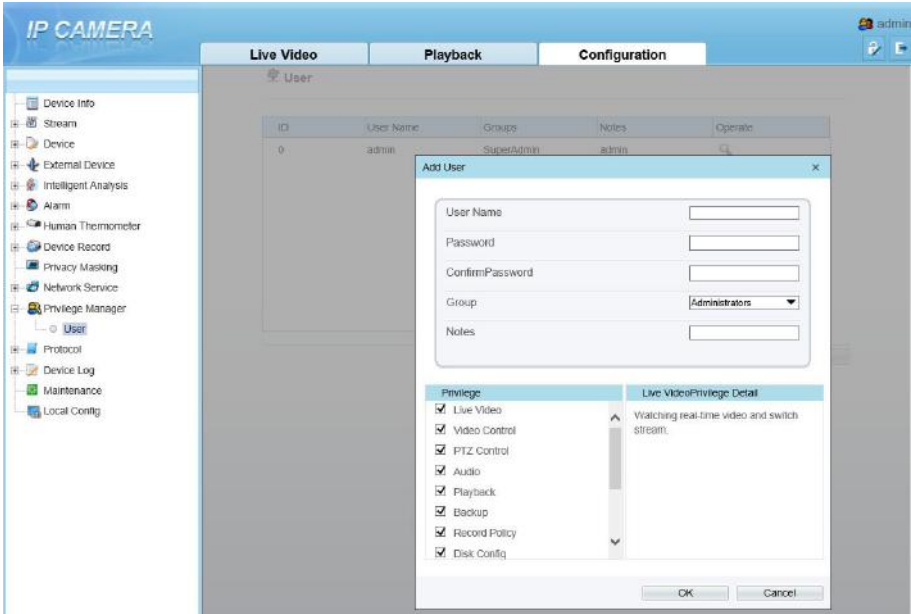 IP CAMERA
admin
Live Video
Playback
Configuration
User
Device Info
Stream
Device
External Device
Intelligent Analysis
Alarm
Human Thermometer
Device Record
Privacy Masking
Network Service
Privilege Manager
User
Protocol
Device Log
Maintenance
Local Config
ID User Name Groups Notes Operate
0 admin SuperAdmin admin
Add User
User Name
Password
ConfirmPassword
Group Administrators
Notes
Privilege
Live Video
Video Control
PTZ Control
Audio
Playback
Backup
Record Policy
Disk Config
Live VideoPrivilege Detail
Watching real-time video and switch
stream.
OK Cancel